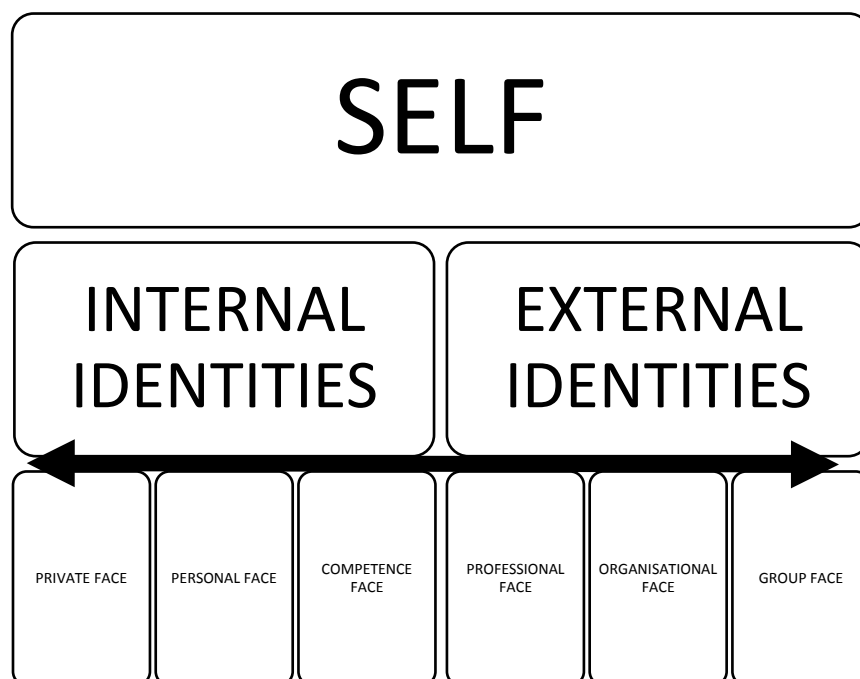 SELF
INTERNAL
IDENTITIES
EXTERNAL
IDENTITIES
PRIVATE FACE
PERSONAL FACE
COMPETENCE
FACE
PROFESSIONAL
FACE
ORGANISATIONAL
FACE
GROUP FACE